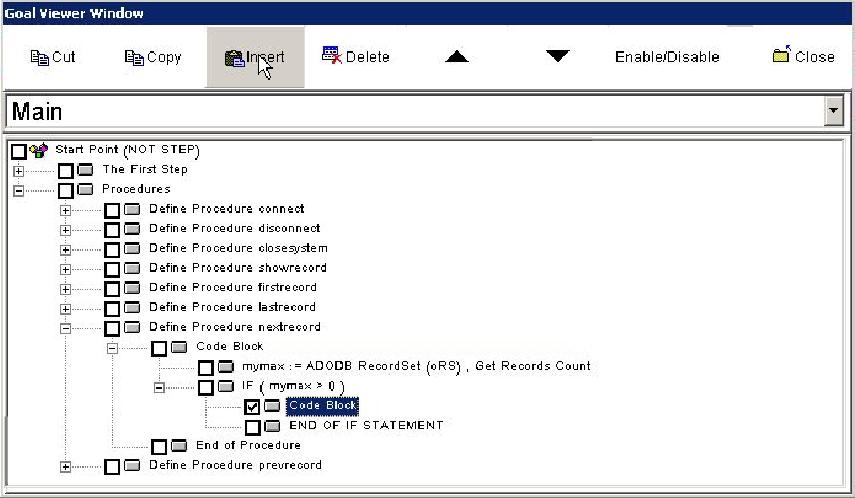 Goal Viewer Window
Cut Copy Insert Delete Enable/Disable Close
Main
Start Point (NOT STEP)
The First Step
Procedures
Define Procedure connect
Define Procedure disconnect
Define Procedure closesystem
Define Procedure showrecord
Define Procedure firstrecord
Define Procedure lastrecord
Define Procedure nextrecord
Code Block
mymax := ADODB RecordSet (oRS) , Get Records Count
IF ( mymax > 0 )
Code Block
END OF IF STATEMENT
End of Procedure
Define Procedure prevrecord